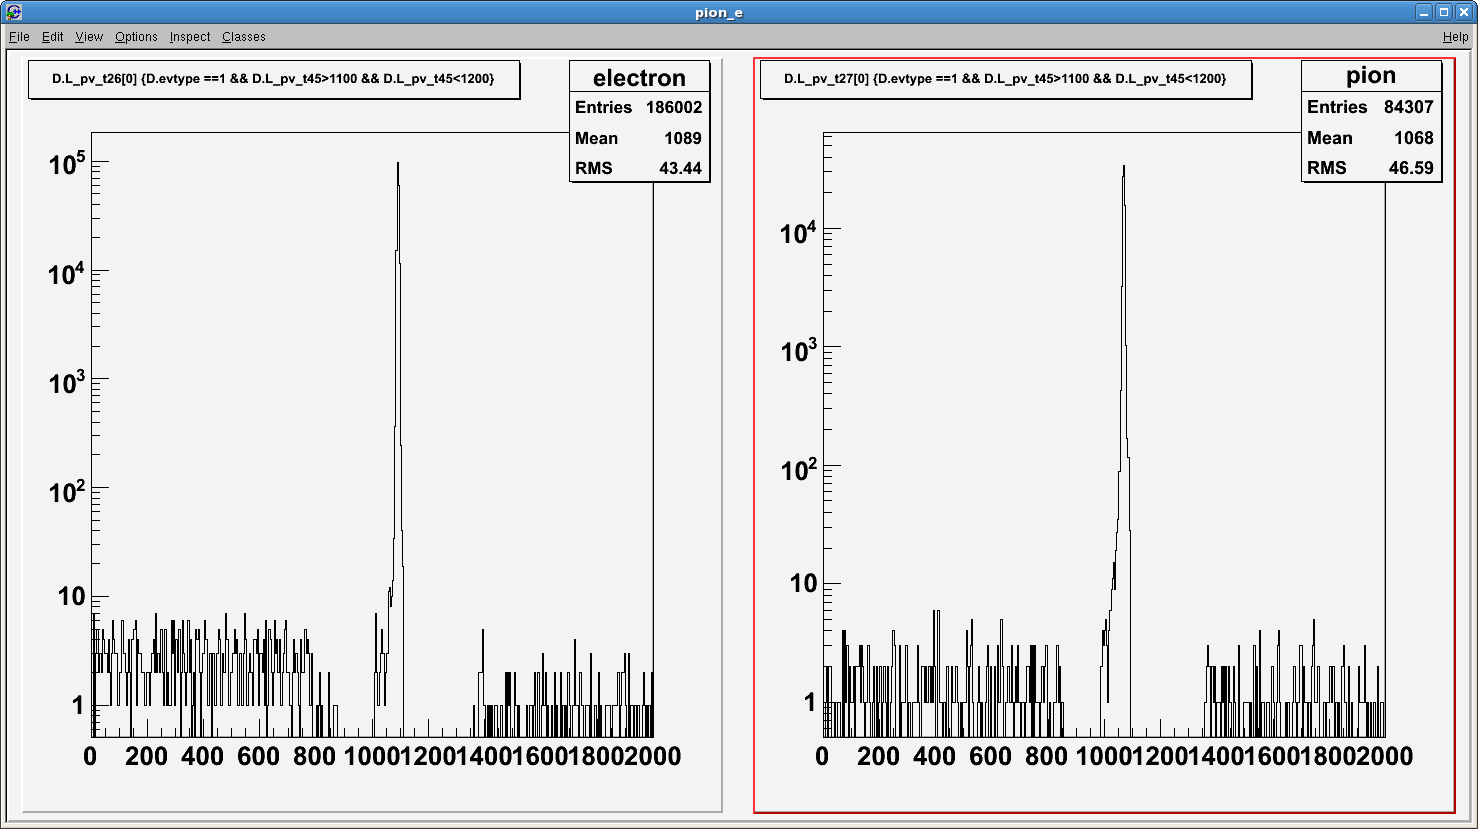 pion_e
File Edit View Options Inspect Classes Help
D.L_pv_t26[0] {D.evtype ==1 && D.L_pv_t45>1100 && D.L_pv_t45<1200}
electron
Entries 186002
Mean 1089
RMS 43.44
10^5
10^4
10^3
10^2
10
1
0 200 400 600 800 1000 1200 1400 1600 1800 2000
D.L_pv_t27[0] {D.evtype ==1 && D.L_pv_t45>1100 && D.L_pv_t45<1200}
pion
Entries 84307
Mean 1068
RMS 46.59
10^4
10^3
10^2
10
1
0 200 400 600 800 1000 1200 1400 1600 1800 2000